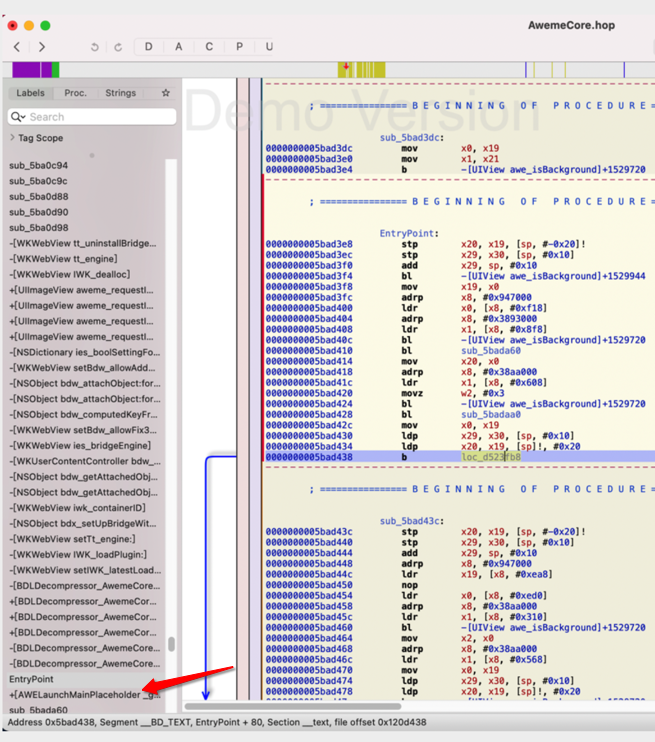 AwemeCore.hop
D A C P U
Labels Proc. Strings
Search
Tag Scope
sub_5ba0c94
sub_5ba0c9c
sub_5ba0d88
sub_5ba0d90
sub_5ba0d98
-[WKWebView tt_uninstallBridge...
-[WKWebView tt_engine]
-[WKWebView IWK_dealloc]
+[UIImageView aweme_requestI...
+[UIImageView aweme_requestI...
+[UIImageView aweme_requestI...
-[NSDictionary ies_boolSettingFo...
-[WKWebView setBdw_allowAdd...
-[NSObject bdw_attachObject:for...
-[NSObject bdw_attachObject:for...
-[NSObject bdw_computedKeyFr...
-[WKWebView setBdw_allowFix3...
-[WKWebView ies_bridgeEngine]
-[WKUserContentController bdw_...
-[NSObject bdw_getAttachedObj...
-[NSObject bdw_getAttachedObj...
-[WKWebView iwk_containerID]
-[NSObject bdx_setUpBridgeWit...
-[WKWebView setTt_engine:]
-[WKWebView IWK_loadPlugin:]
-[WKWebView setIWK_latestLoad...
-[BDLDecompressor_AwemeCore...
+[BDLDecompressor_AwemeCor...
+[BDLDecompressor_AwemeCor...
+[BDLDecompressor_AwemeCor...
-[BDLDecompressor_AwemeCore...
-[BDLDecompressor_AwemeCore...
EntryPoint
+[AWELaunchMainPlaceholder _g...
sub_5bada60
Demo Version
; =============== B E G I N N I N G O F P R O C E D U R E =
sub_5bad3dc:
0000000005bad3dc mov x0, x19
0000000005bad3e0 mov x1, x21
0000000005bad3e4 b -[UIView awe_isBackground]+1529720
; =============== B E G I N N I N G O F P R O C E D U R E =
EntryPoint:
0000000005bad3e8 stp x20, x19, [sp, #-0x20]!
0000000005bad3ec stp x29, x30, [sp, #0x10]
0000000005bad3f0 add x29, sp, #0x10
0000000005bad3f4 bl -[UIView awe_isBackground]+1529944
0000000005bad3f8 mov x19, x0
0000000005bad3fc adrp x8, #0x947000
0000000005bad400 ldr x0, [x8, #0xf18]
0000000005bad404 adrp x8, #0x3893000
0000000005bad408 ldr x1, [x8, #0x8f8]
0000000005bad40c bl -[UIView awe_isBackground]+1529720
0000000005bad410 bl sub_5bada60
0000000005bad414 mov x20, x0
0000000005bad418 adrp x8, #0x38aa000
0000000005bad41c ldr x1, [x8, #0x608]
0000000005bad420 movz w2, #0x3
0000000005bad424 bl -[UIView awe_isBackground]+1529720
0000000005bad428 bl sub_5badaa0
0000000005bad42c mov x0, x19
0000000005bad430 ldp x29, x30, [sp, #0x10]
0000000005bad434 ldp x20, x19, [sp]!, #0x20
0000000005bad438 b loc_d523fb8
; =============== B E G I N N I N G O F P R O C E D U R E =
sub_5bad43c:
0000000005bad43c stp x20, x19, [sp, #-0x20]!
0000000005bad440 stp x29, x30, [sp, #0x10]
0000000005bad444 add x29, sp, #0x10
0000000005bad448 adrp x8, #0x947000
0000000005bad44c ldr x19, [x8, #0xea8]
0000000005bad450 nop
0000000005bad454 ldr x0, [x8, #0xed0]
0000000005bad458 adrp x8, #0x38aa000
0000000005bad45c ldr x1, [x8, #0x310]
0000000005bad460 bl -[UIView awe_isBackground]+1529720
0000000005bad464 mov x2, x0
0000000005bad468 adrp x8, #0x38aa000
0000000005bad46c ldr x1, [x8, #0x568]
0000000005bad470 mov x0, x19
0000000005bad474 ldp x29, x30, [sp, #0x10]
0000000005bad478 ldp x20, x19, [sp]!, #0x20
Address 0x5bad438, Segment __BD_TEXT, EntryPoint + 80, Section __text, file offset 0x120d438